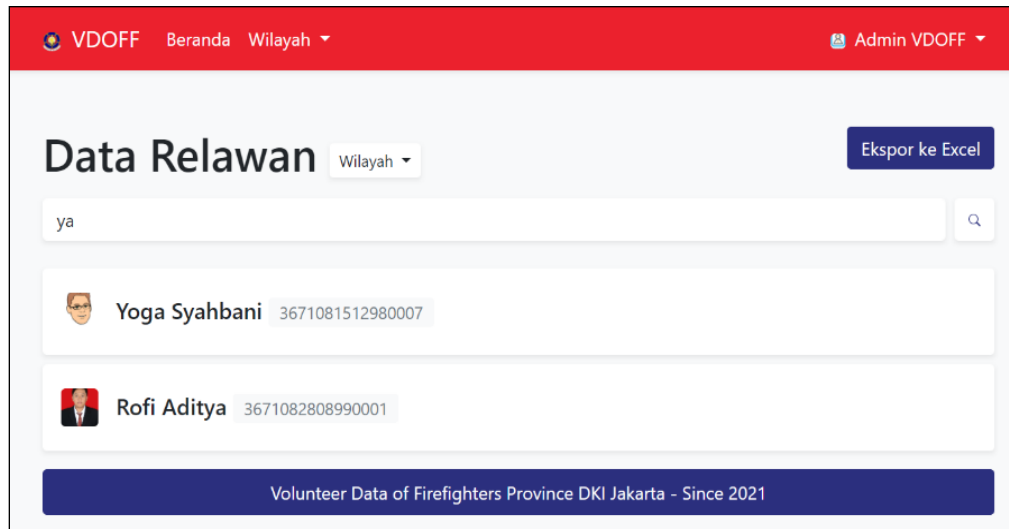 VDOFF Beranda Wilayah Admin VDOFF
Data Relawan Wilayah Ekspor ke Excel
ya
Yoga Syahbani 3671081512980007
Rofi Aditya 3671082808990001
Volunteer Data of Firefighters Province DKI Jakarta - Since 2021